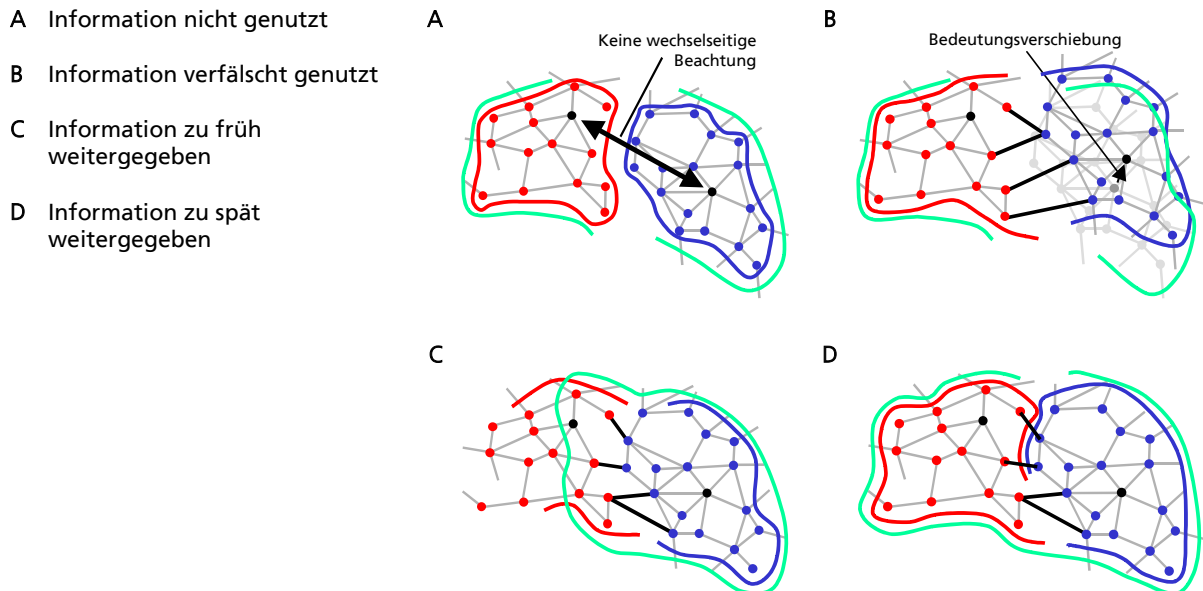 A Information nicht genutzt
B Information verfälscht genutzt
C Information zu früh
weitergegeben
D Information zu spät
weitergegeben
A
Keine wechselseitige
Beachtung
B
Bedeutungsverschiebung
C
D